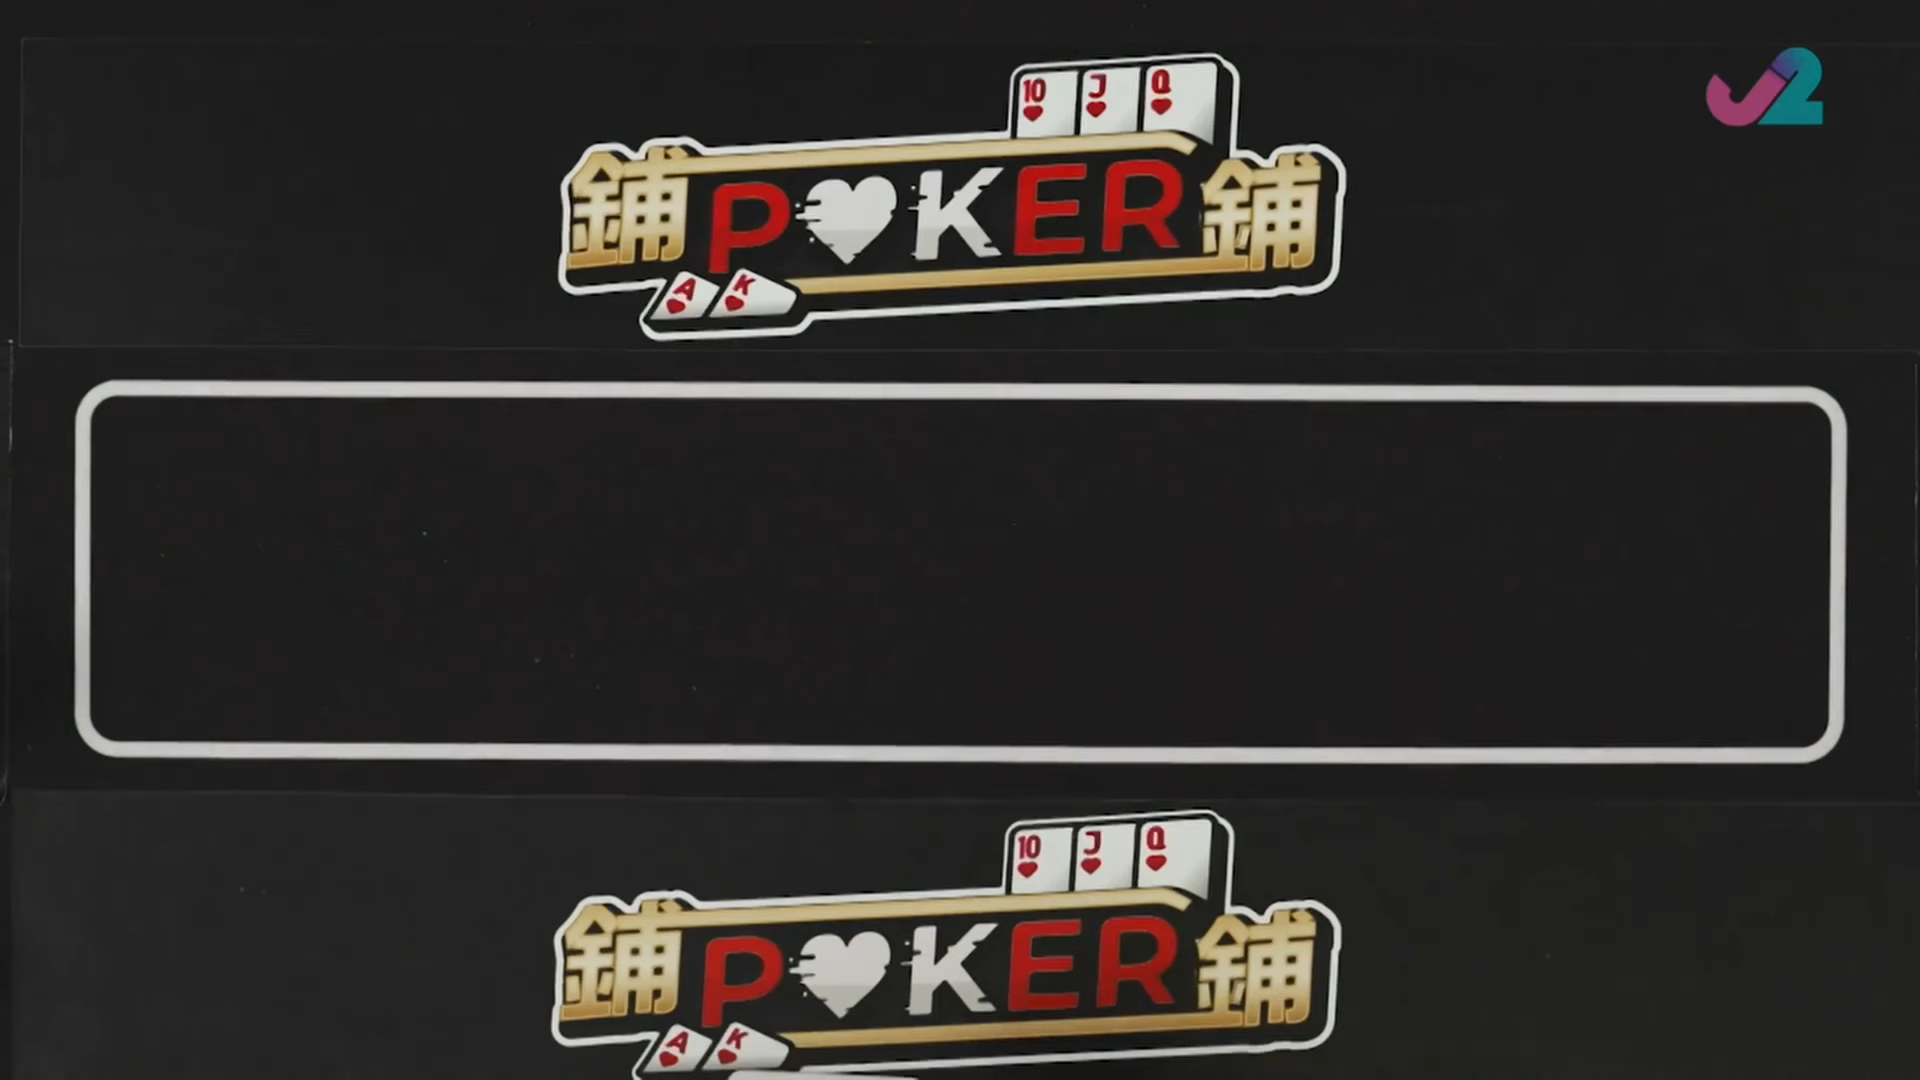 J2
10 J Q
鋪 POKER 鋪
A K
10 J Q
鋪 POKER 鋪
A K